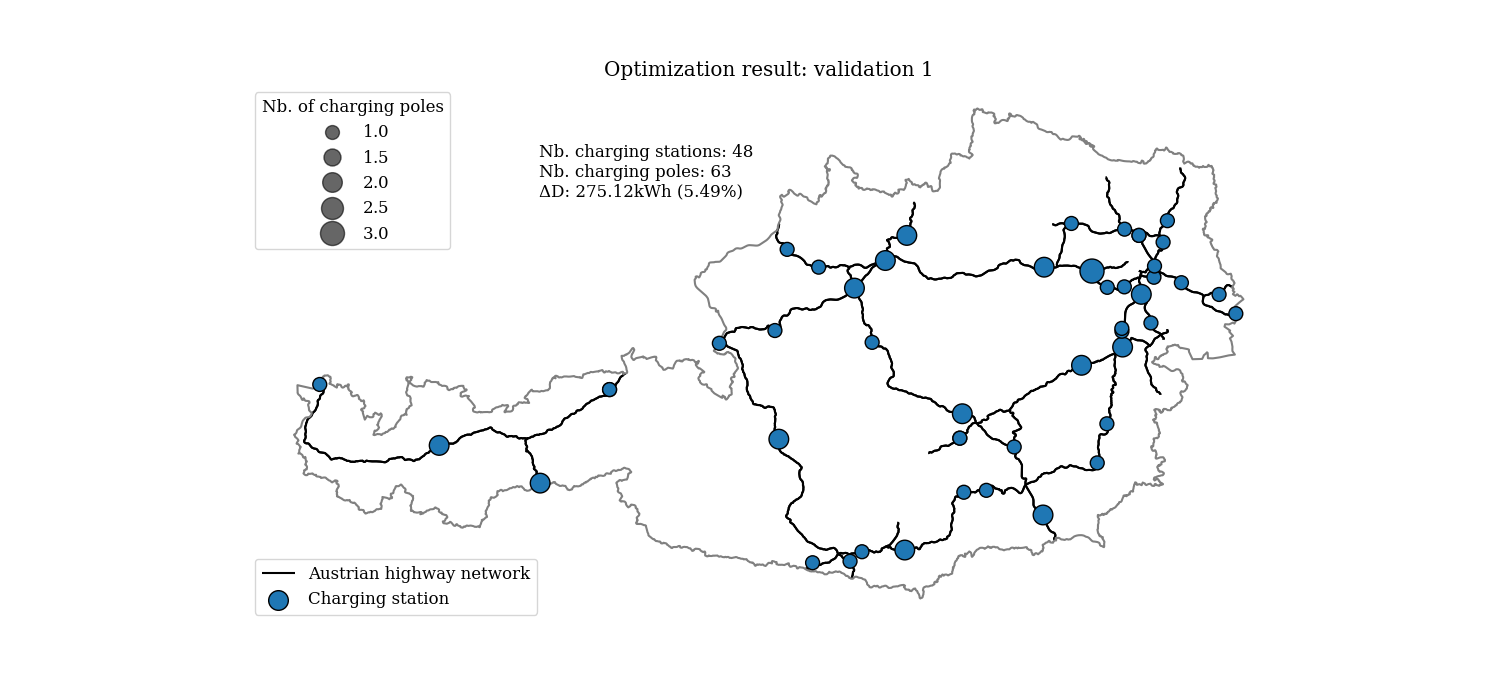 Optimization result: validation 1
Nb. of charging poles
1.0
1.5
2.0
2.5
3.0
Nb. charging stations: 48
Nb. charging poles: 63
ΔD: 275.12kWh (5.49%)
Austrian highway network
Charging station